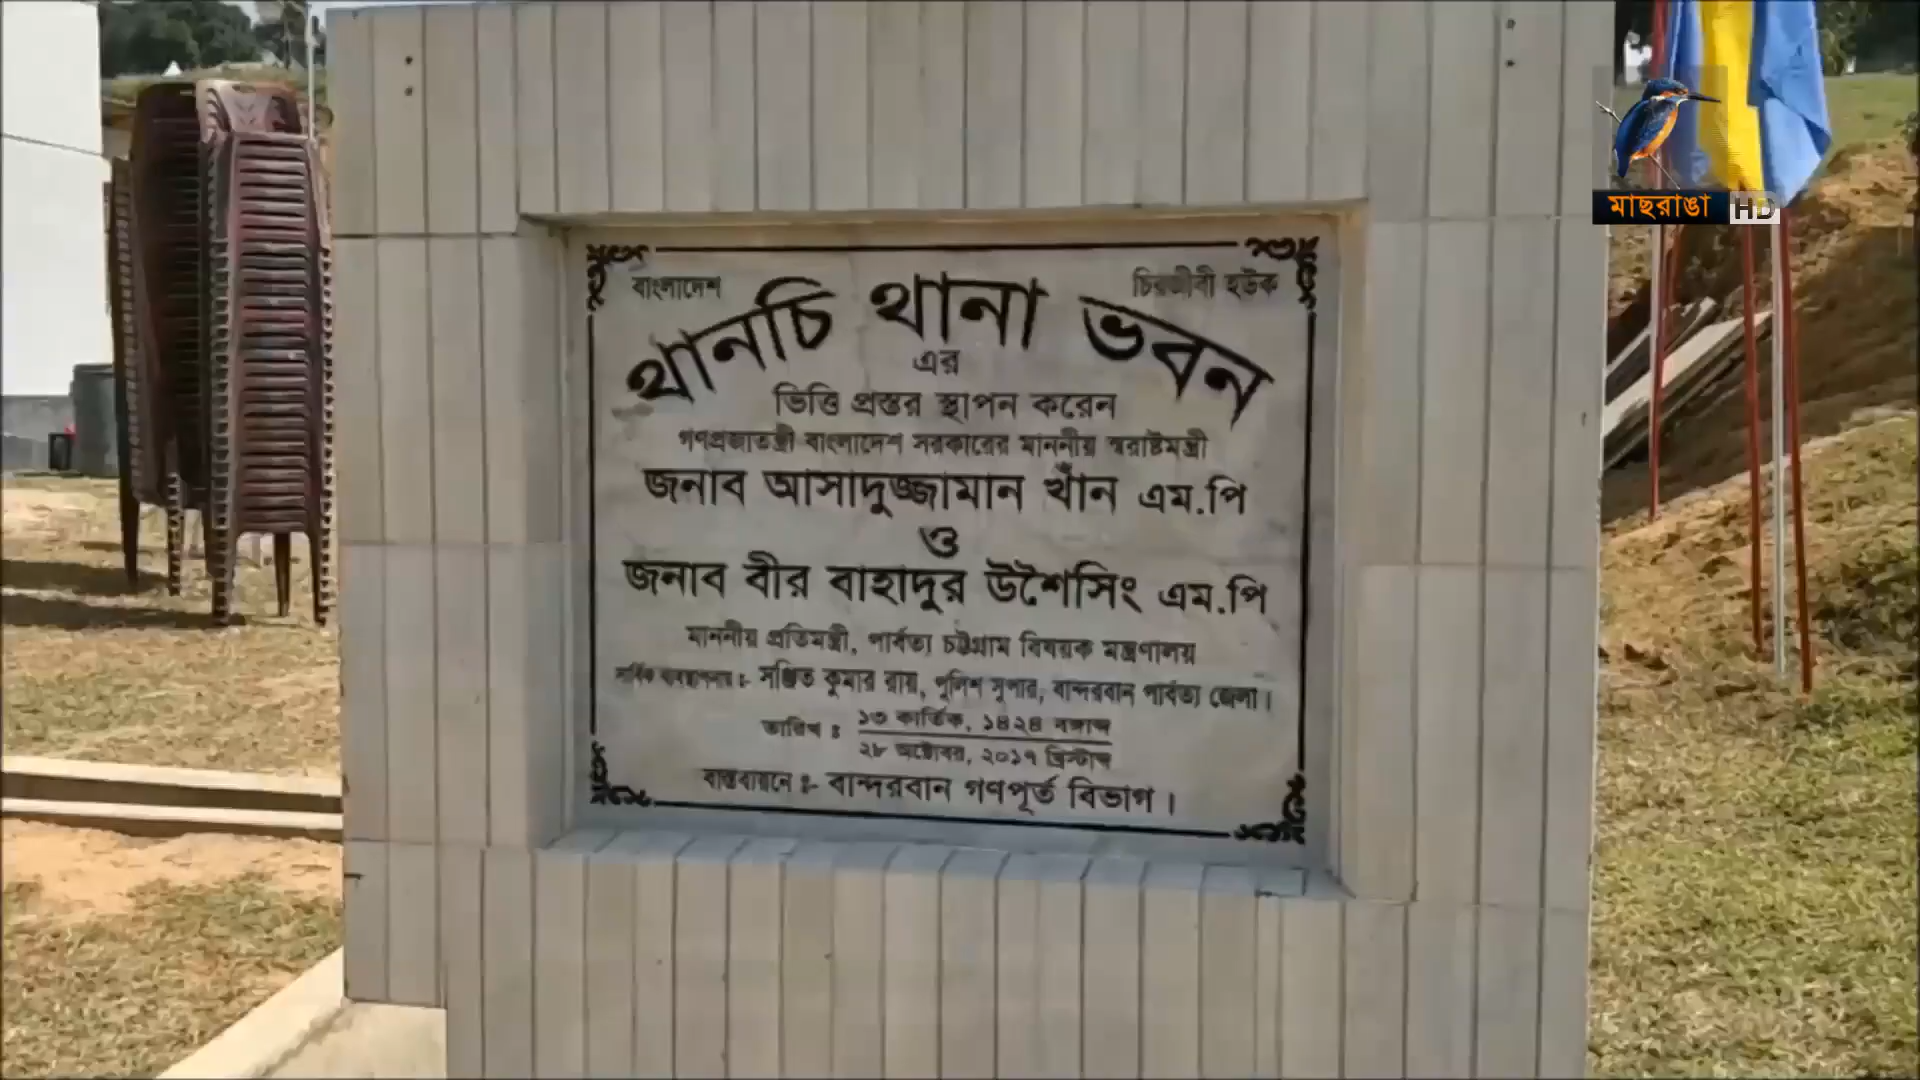 বাংলাদেশ
চিরজীবী হউক
থানচি থানা ভবন
এর
ভিত্তি প্রস্তর স্থাপন করেন
গণপ্রজাতন্ত্রী বাংলাদেশ সরকারের মাননীয় স্বরাষ্ট্রমন্ত্রী
জনাব আসাদুজ্জামান খাঁন এম.পি
ও
জনাব বীর বাহাদুর উশৈসিং এম.পি
মাননীয় প্রতিমন্ত্রী, পার্বত্য চট্টগ্রাম বিষয়ক মন্ত্রণালয়
সার্বিক ব্যবস্থাপনায় ঃ- সঞ্জিত কুমার রায়, পুলিশ সুপার, বান্দরবান পার্বত্য জেলা।
তারিখ ঃ ১৩ কার্তিক, ১৪২৪ বঙ্গাব্দ
২৮ অক্টোবর, ২০১৭ খ্রিস্টাব্দ
বাস্তবায়নে ঃ- বান্দরবান গণপূর্ত বিভাগ।
মাছরাঙা HD